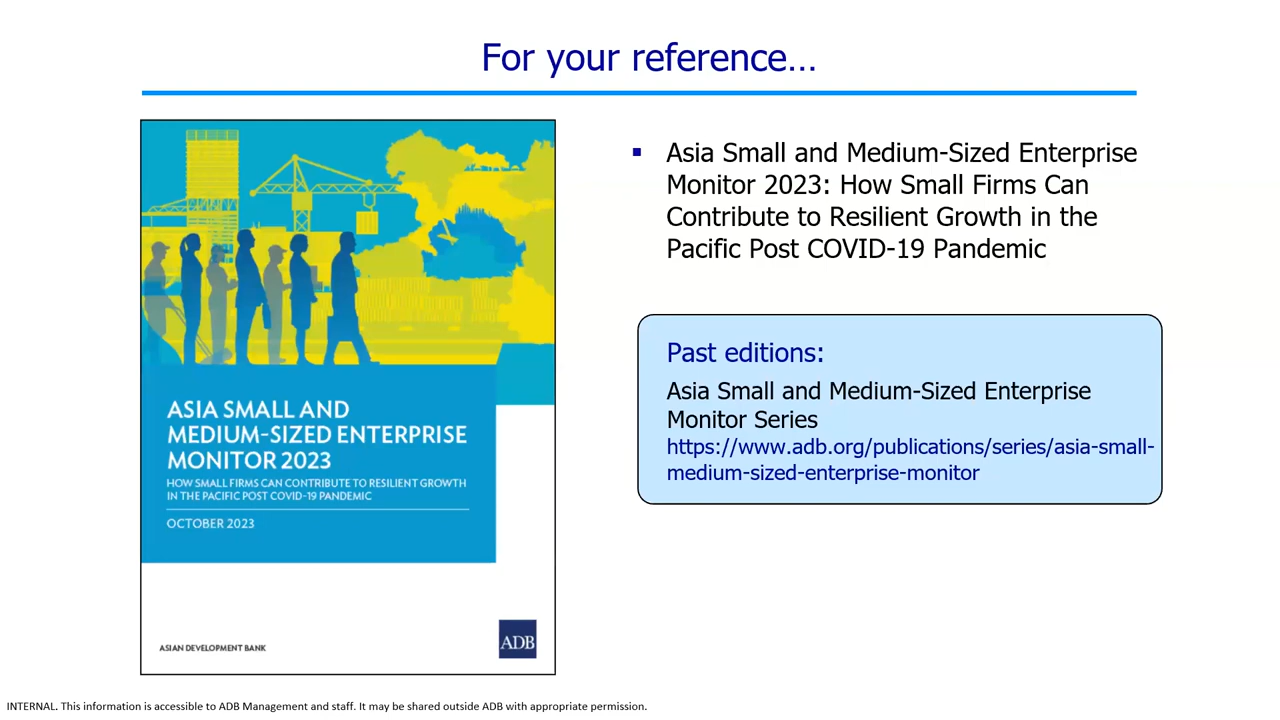 For your reference...
ASIA SMALL AND
MEDIUM-SIZED ENTERPRISE
MONITOR 2023
HOW SMALL FIRMS CAN CONTRIBUTE TO RESILIENT GROWTH
IN THE PACIFIC POST COVID-19 PANDEMIC
OCTOBER 2023
ASIAN DEVELOPMENT BANK
ADB
▪ Asia Small and Medium-Sized Enterprise
Monitor 2023: How Small Firms Can
Contribute to Resilient Growth in the
Pacific Post COVID-19 Pandemic
Past editions:
Asia Small and Medium-Sized Enterprise
Monitor Series
https://www.adb.org/publications/series/asia-small-
medium-sized-enterprise-monitor
INTERNAL. This information is accessible to ADB Management and staff. It may be shared outside ADB with appropriate permission.